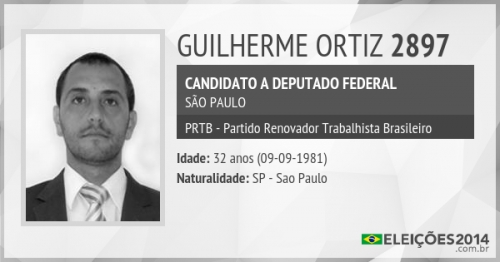 GUILHERME ORTIZ 2897
CANDIDATO A DEPUTADO FEDERAL
SÃO PAULO
PRTB - Partido Renovador Trabalhista Brasileiro
Idade: 32 anos (09-09-1981)
Naturalidade: SP - Sao Paulo
ELEIÇÕES2014
.com.br